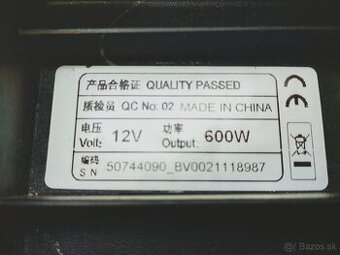 产品合格证 QUALITY PASSED
质检员 QC No: 02 MADE IN CHINA
电压 功率
Volt: 12V Output: 600W
编码
S N 50744090_BV0021118987
CE
Bazos.sk